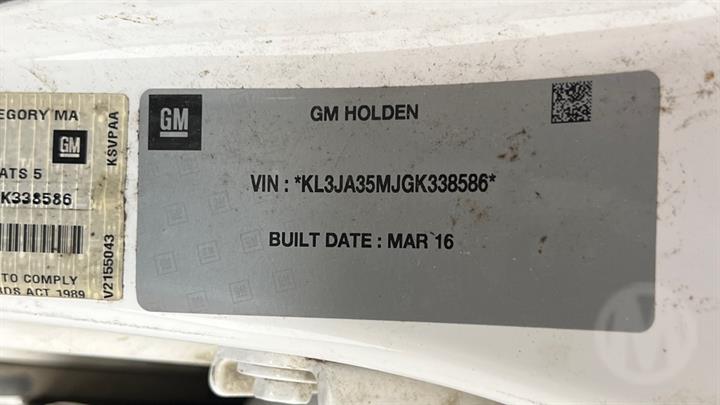 EGORY MA
GM
KSVPAA
ATS 5
K338586
V2155043
TO COMPLY
RDS ACT 1989
GM
GM HOLDEN
VIN : *KL3JA35MJGK338586*
BUILT DATE : MAR 16
M